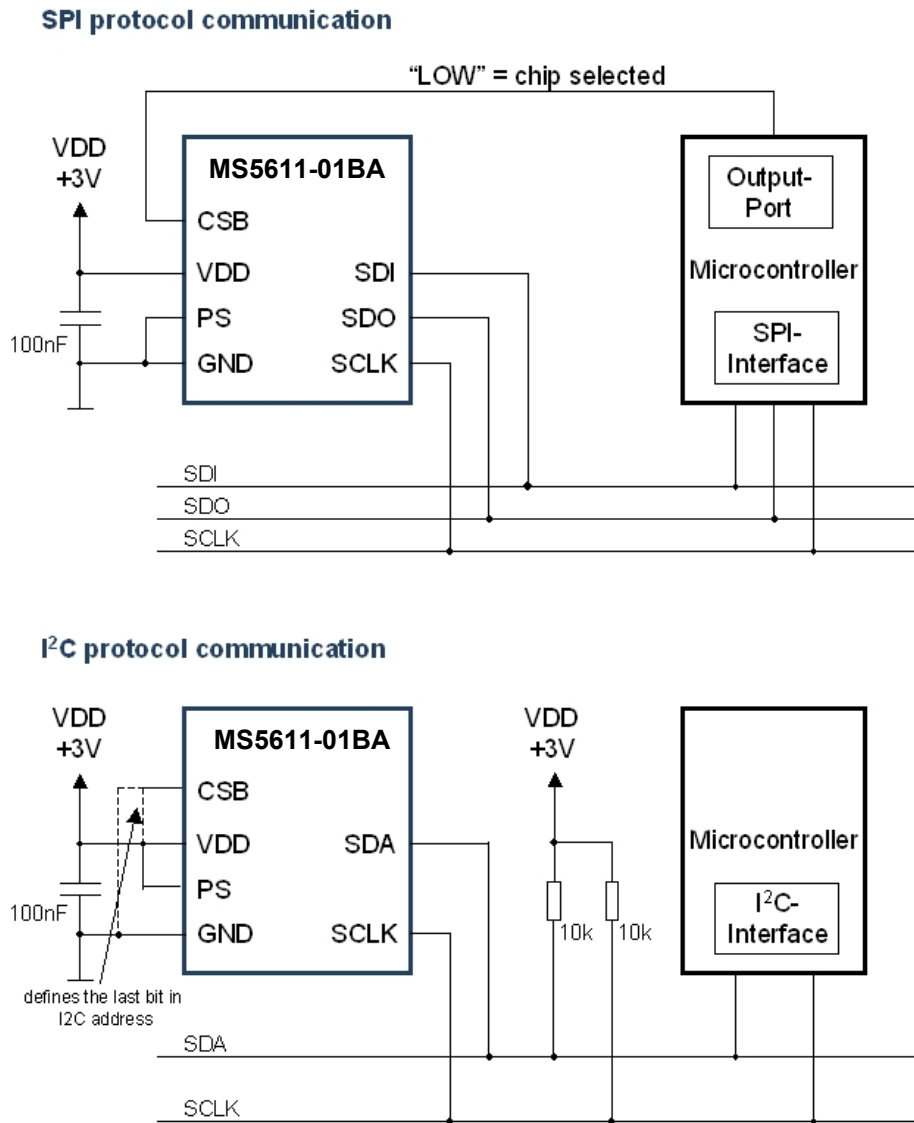 SPI protocol communication
“LOW” = chip selected
VDD
+3V
100nF
MS5611-01BA
CSB
VDD
PS
GND
SDI
SDO
SCLK
Output-
Port
Microcontroller
SPI-
Interface
SDI
SDO
SCLK
I²C protocol communication
VDD
+3V
100nF
defines the last bit in
I2C address
MS5611-01BA
CSB
VDD
PS
GND
SDA
SCLK
VDD
+3V
10k
10k
Microcontroller
I²C-
Interface
SDA
SCLK